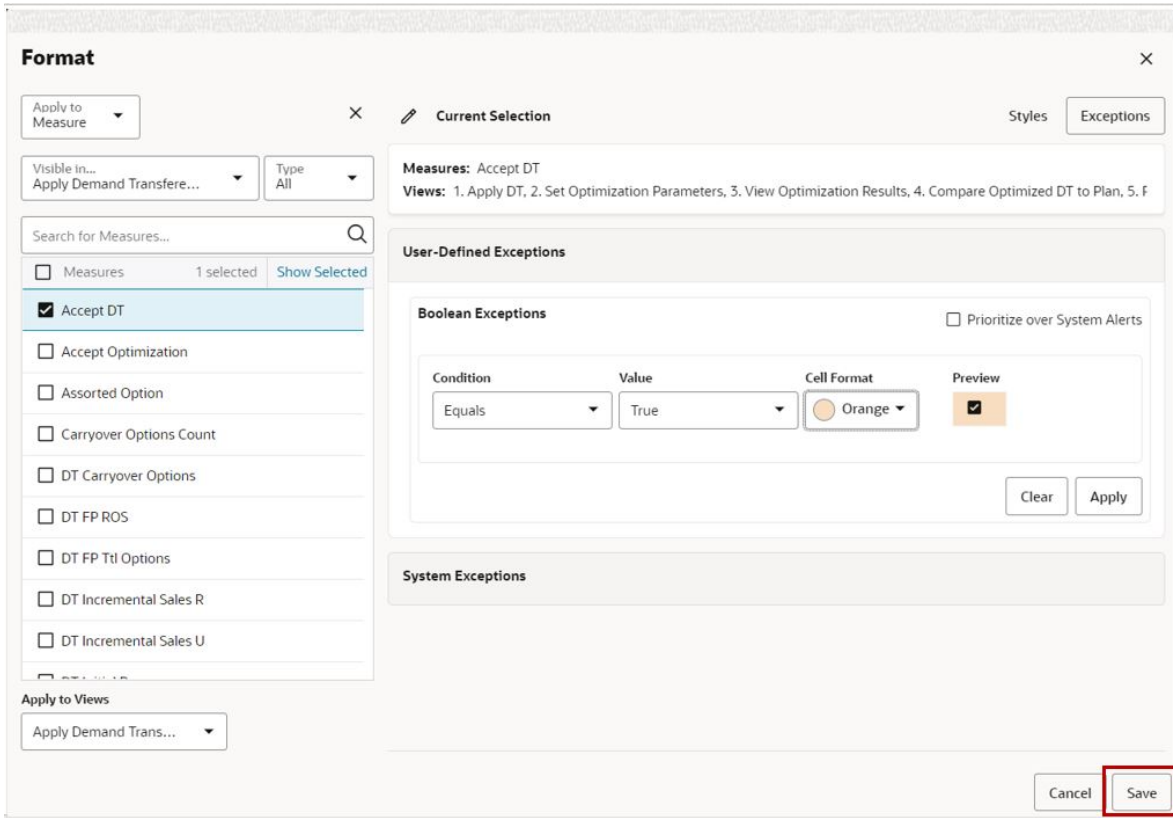 Format
Apply to
Measure
Visible in...
Apply Demand Transfere...
Type
All
Search for Measures...
Measures 1 selected Show Selected
Accept DT
Accept Optimization
Assorted Option
Carryover Options Count
DT Carryover Options
DT FP ROS
DT FP Ttl Options
DT Incremental Sales R
DT Incremental Sales U
Apply to Views
Apply Demand Trans...
Current Selection
Styles
Exceptions
Measures: Accept DT
Views: 1. Apply DT, 2. Set Optimization Parameters, 3. View Optimization Results, 4. Compare Optimized DT to Plan, 5.
User-Defined Exceptions
Boolean Exceptions
Prioritize over System Alerts
Condition Value Cell Format Preview
Equals True Orange
Clear Apply
System Exceptions
Cancel Save